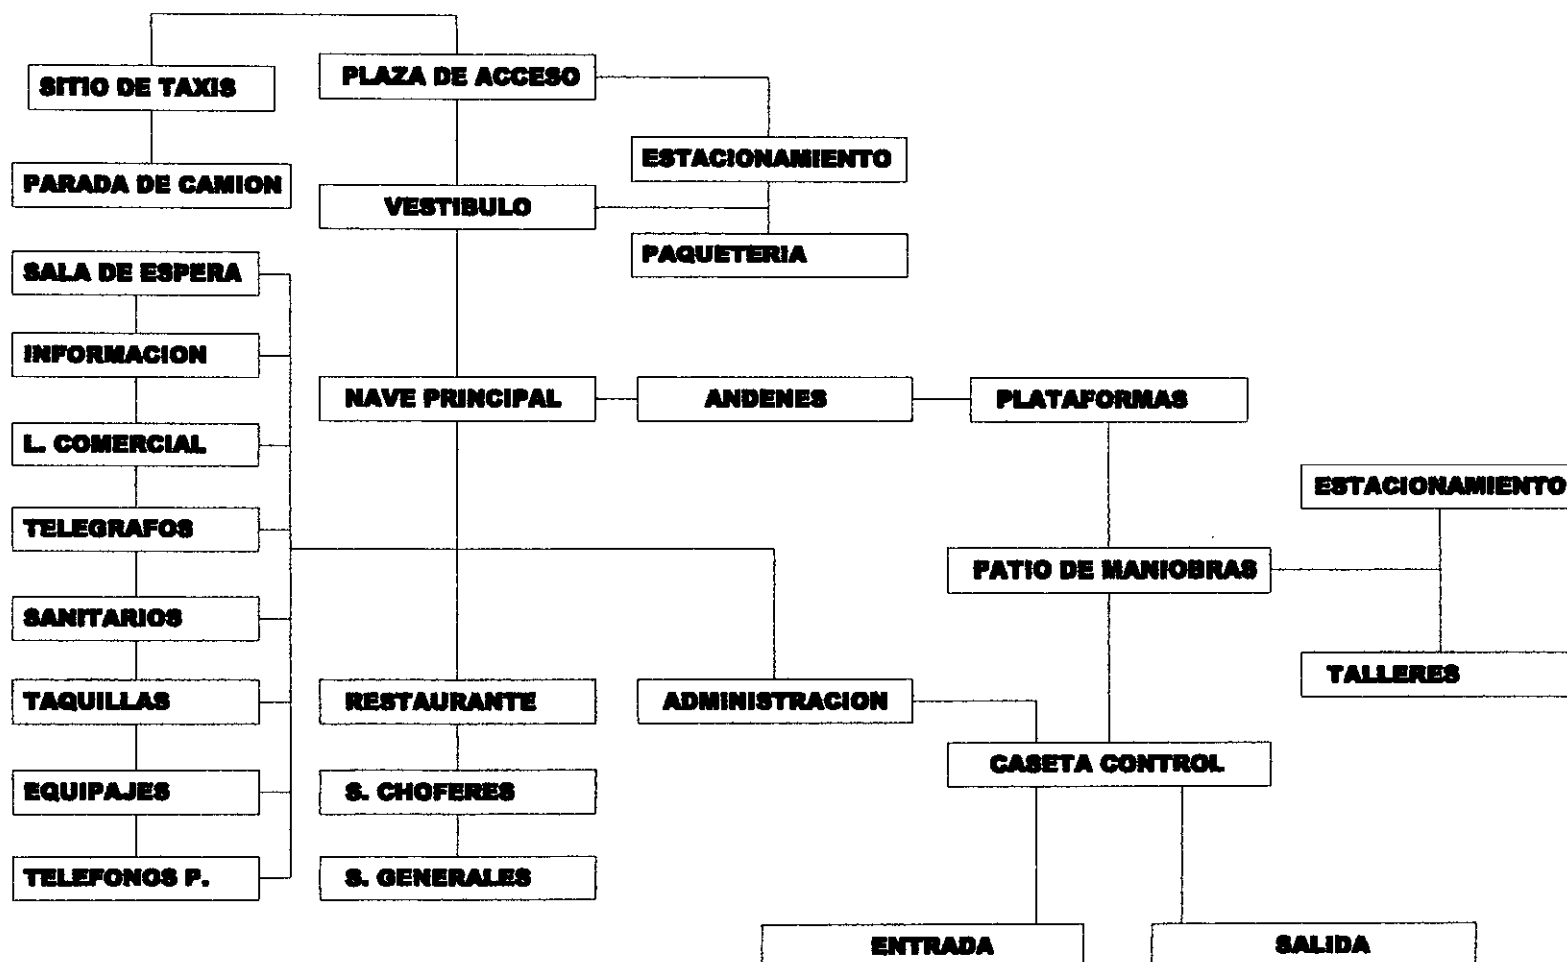 SITIO DE TAXIS
PLAZA DE ACCESO
PARADA DE CAMION
ESTACIONAMIENTO
VESTIBULO
PAQUETERIA
SALA DE ESPERA
INFORMACION
L. COMERCIAL
TELEGRAFOS
SANITARIOS
TAQUILLAS
EQUIPAJES
TELEFONOS P.
NAVE PRINCIPAL
ANDENES
PLATAFORMAS
ESTACIONAMIENTO
PATIO DE MANIOBRAS
TALLERES
RESTAURANTE
ADMINISTRACION
S. CHOFERES
CASETA CONTROL
S. GENERALES
ENTRADA
SALIDA